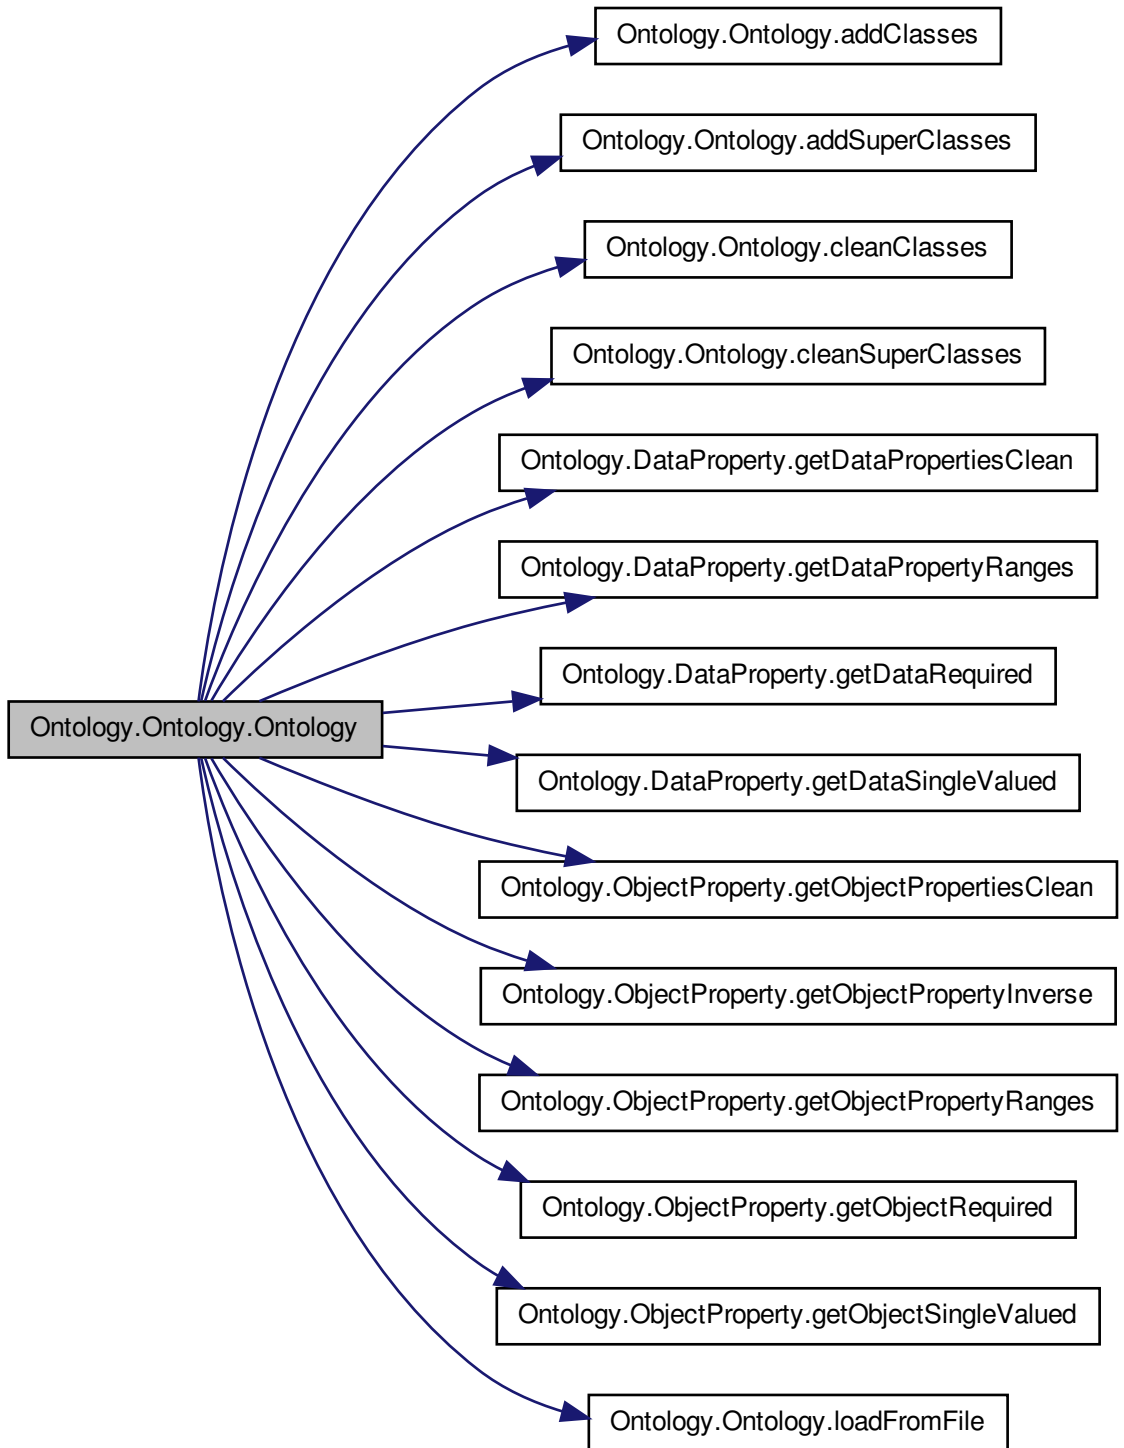 Ontology.Ontology.addClasses
Ontology.Ontology.addSuperClasses
Ontology.Ontology.cleanClasses
Ontology.Ontology.cleanSuperClasses
Ontology.DataProperty.getDataPropertiesClean
Ontology.DataProperty.getDataPropertyRanges
Ontology.DataProperty.getDataRequired
Ontology.Ontology.Ontology
Ontology.DataProperty.getDataSingleValued
Ontology.ObjectProperty.getObjectPropertiesClean
Ontology.ObjectProperty.getObjectPropertyInverse
Ontology.ObjectProperty.getObjectPropertyRanges
Ontology.ObjectProperty.getObjectRequired
Ontology.ObjectProperty.getObjectSingleValued
Ontology.Ontology.loadFromFile